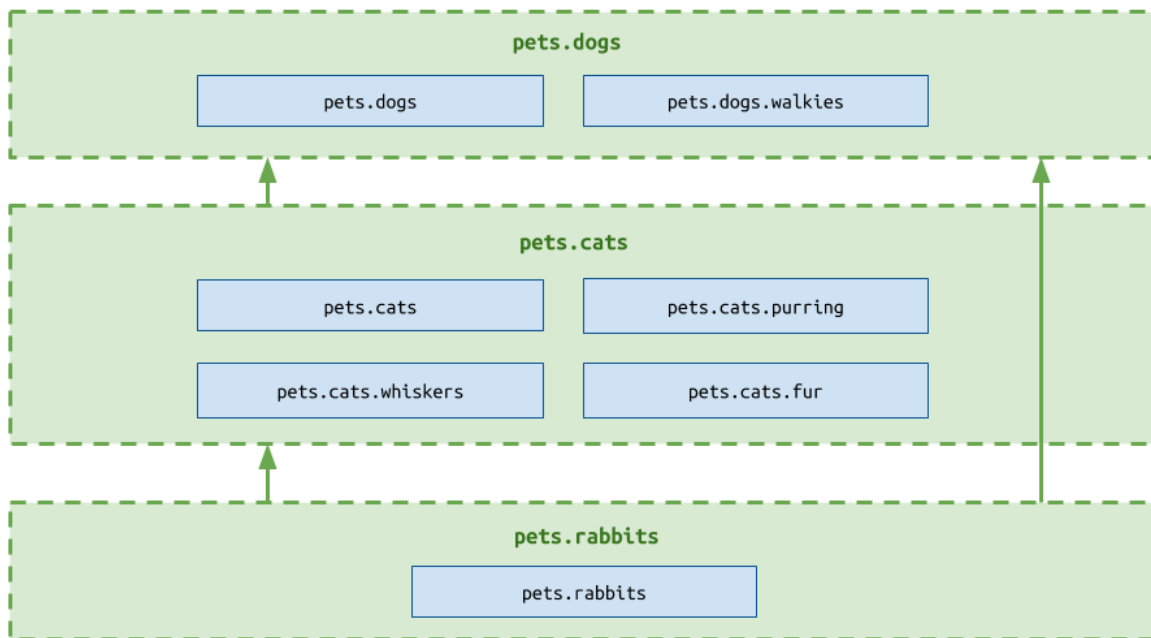 pets.dogs
pets.dogs
pets.dogs.walkies
pets.cats
pets.cats
pets.cats.purring
pets.cats.whiskers
pets.cats.fur
pets.rabbits
pets.rabbits